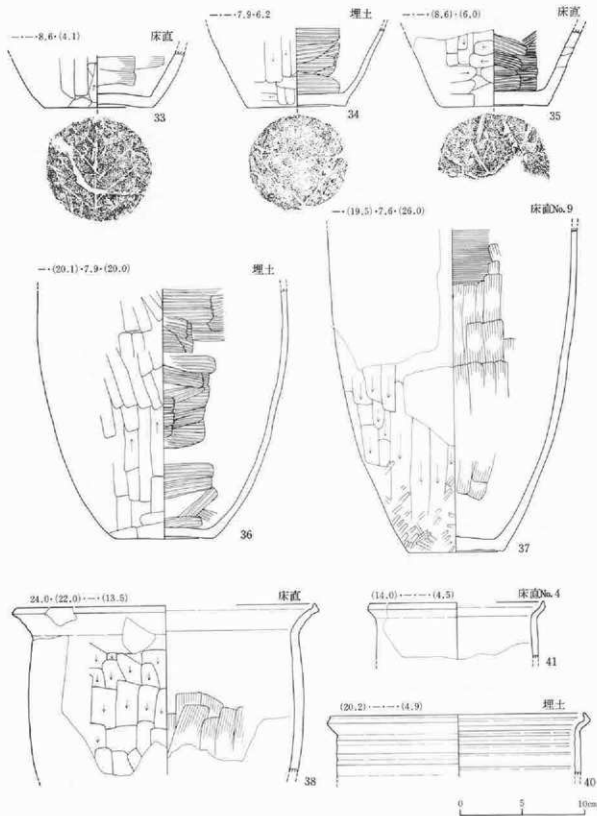 —・—・8.6・(4.1) 床直
33
—・—・7.9・6.2 埋土
34
—・—・(8.6)・(6.0) 床直
35
—・(20.1)・7.9・(20.0) 埋土
36
—・(19.5)・7.6・(26.0) 床直No.9
37
24.0・(22.0)・—・(13.5) 床直
38
(14.0)・—・—・(4.5) 床直No.4
41
(20.2)・—・—・(4.9) 埋土
40
0 5 10cm